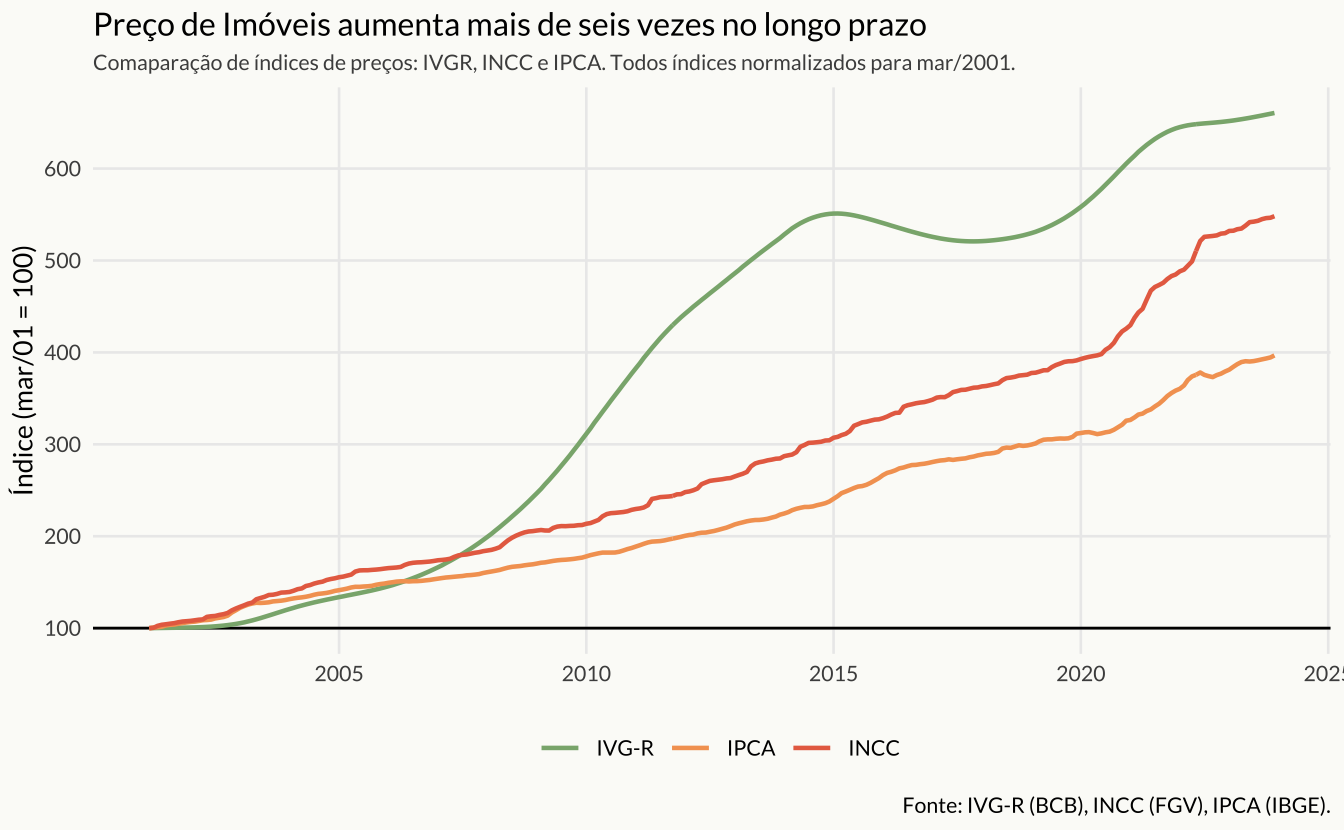 Preço de Imóveis aumenta mais de seis vezes no longo prazo
Comaparação de índices de preços: IVGR, INCC e IPCA. Todos índices normalizados para mar/2001.
Índice (mar/01 = 100)
600
500
400
300
200
100
2005
2010
2015
2020
2025
IVG-R
IPCA
INCC
Fonte: IVG-R (BCB), INCC (FGV), IPCA (IBGE).